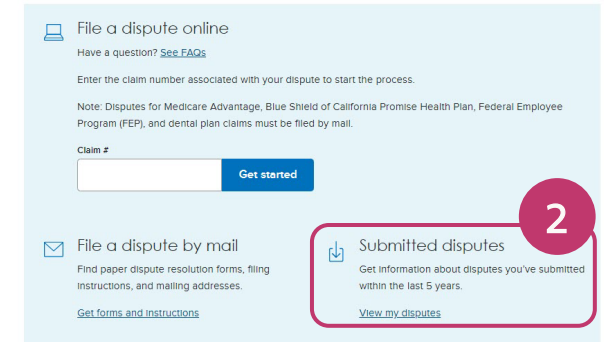 File a dispute online
Have a question? See FAQs
Enter the claim number associated with your dispute to start the process.
Note: Disputes for Medicare Advantage, Blue Shield of California Promise Health Plan, Federal Employee
Program (FEP), and dental plan claims must be filed by mail.
Claim #
Get started
2
File a dispute by mail
Find paper dispute resolution forms, filing
instructions, and mailing addresses.
Get forms and instructions
Submitted disputes
Get information about disputes you've submitted
within the last 5 years.
View my disputes